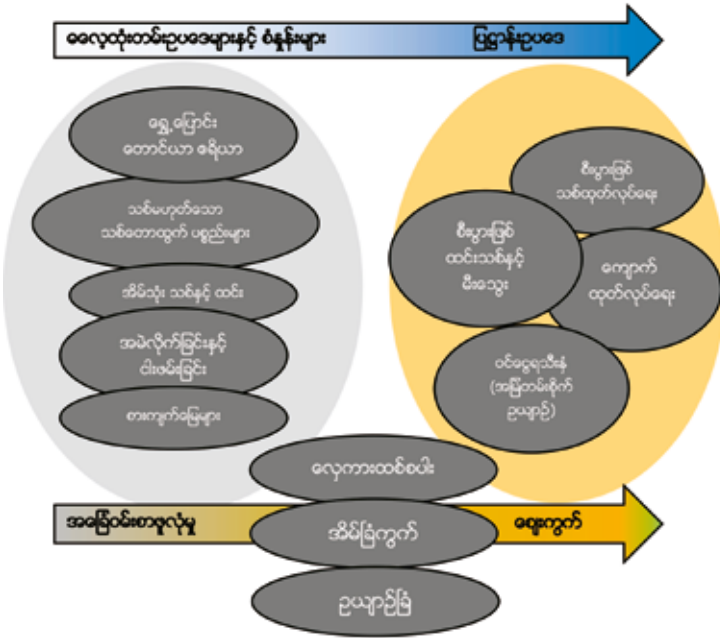 ဓလေ့ထုံးတမ်းဥပဒေများနှင့် စံနှုန်းများ
ပြဋ္ဌာန်းဥပဒေ
ရွှေ့ပြောင်း
တောင်ယာ ဧရိယာ
သစ်မဟုတ်သော
သစ်တောထွက် ပစ္စည်းများ
အိမ်သုံး သစ်နှင့် ထင်း
အမဲလိုက်ခြင်းနှင့်
ငါးဖမ်းခြင်း
စားကျက်မြေများ
စီးပွားဖြစ်
သစ်ထုတ်လုပ်ရေး
စီးပွားဖြစ်
ထင်းသစ်နှင့်
မီးသွေး
ကျောက်
ထုတ်လုပ်ရေး
ဝင်ငွေရသီးနှံ
(အမြဲတမ်းစိုက်
ဥယျာဉ်)
လှေကားထစ်စပါး
အခြေခံဝမ်းစာဖူလုံမှု
အိမ်ခြံကွက်
ဈေးကွက်
ဥယျာဉ်ခြံ